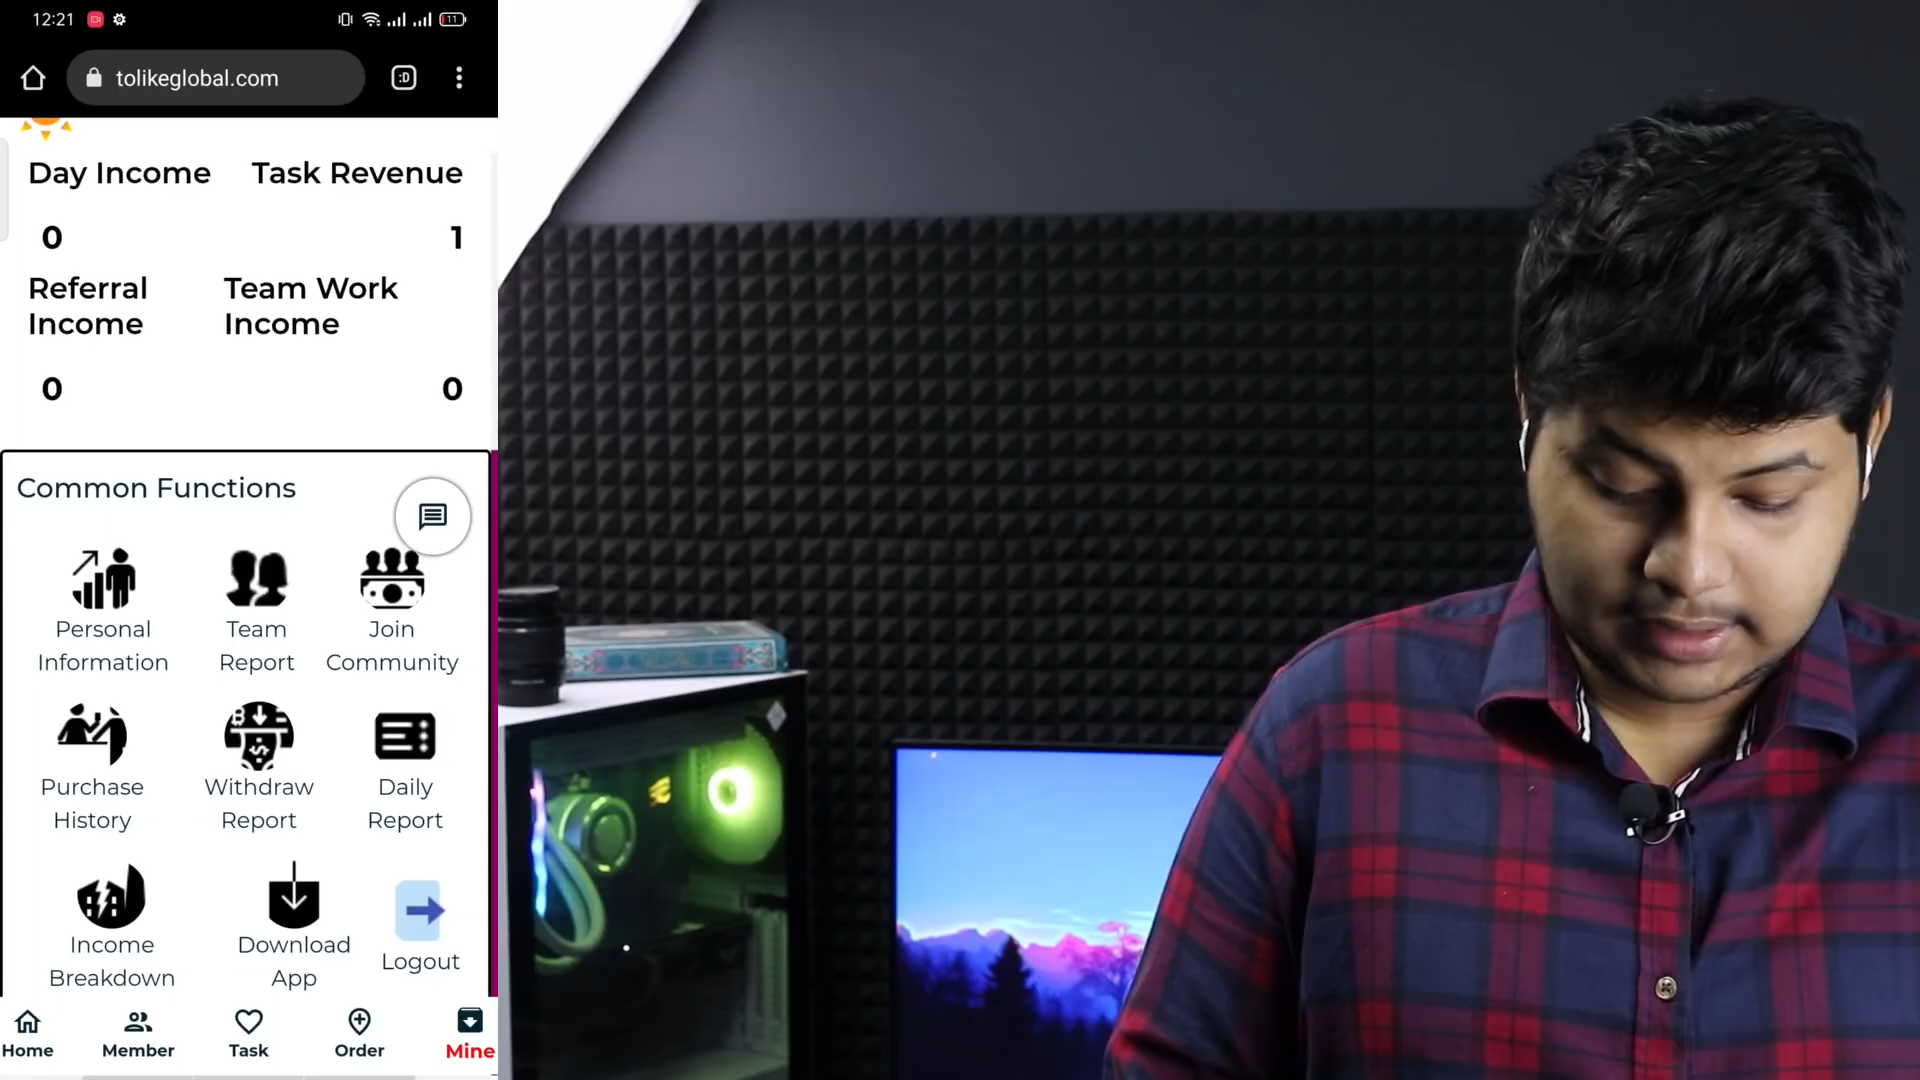 12:21
11
tolikeglobal.com
:D
Day Income
Task Revenue
0
1
Referral
Income
Team Work
Income
0
0
Common Functions
Personal
Information
Team
Report
Join
Community
Purchase
History
Withdraw
Report
Daily
Report
Income
Breakdown
Download
App
Logout
Home
Member
Task
Order
Mine